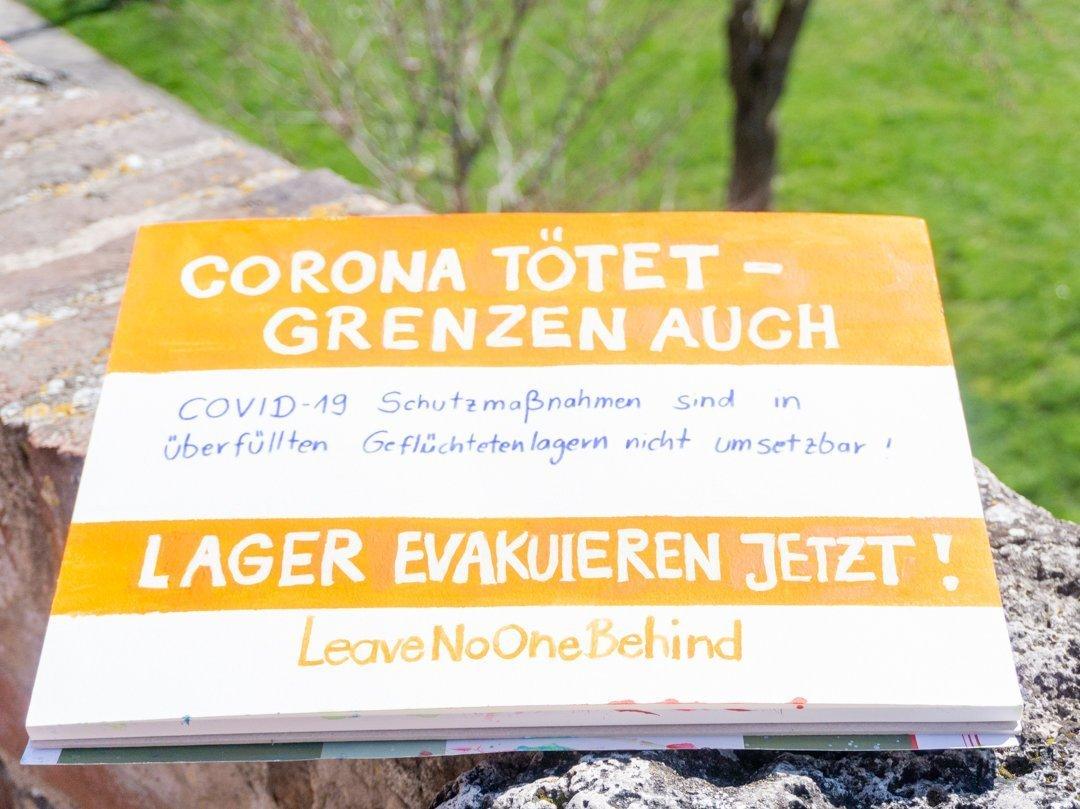 CORONA TÖTET -
GRENZEN AUCH
COVID-19 Schutzmaßnahmen sind in
überfüllten Geflüchtetenlagern nicht umsetzbar !
LAGER EVAKUIEREN JETZT !
LeaveNoOneBehind